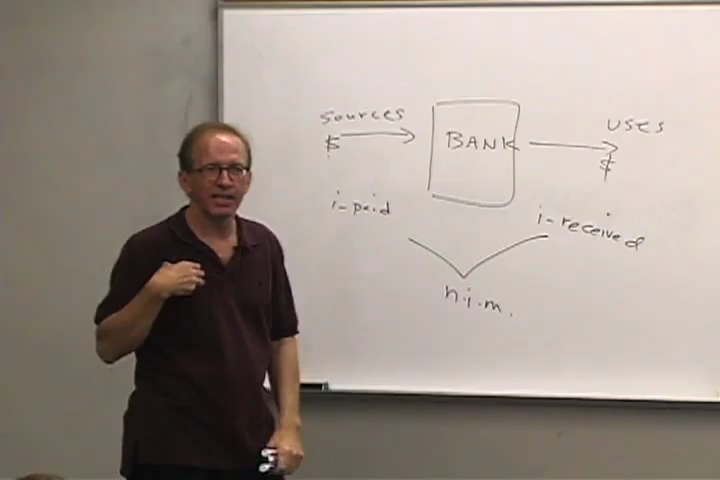 sources
$
BANK
uses
$
i-paid
i-received
n.i.m.